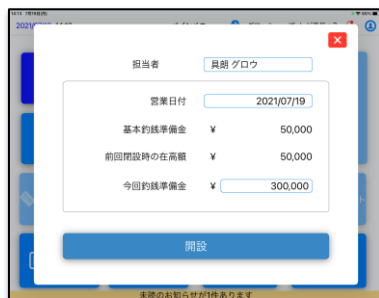 担当者 具朗 グロウ
営業日付 2021/07/19
基本釣銭準備金 ¥ 50,000
前回閉設時の在高額 ¥ 50,000
今回釣銭準備金 ¥ 300,000
開設
未読のお知らせが1件あります